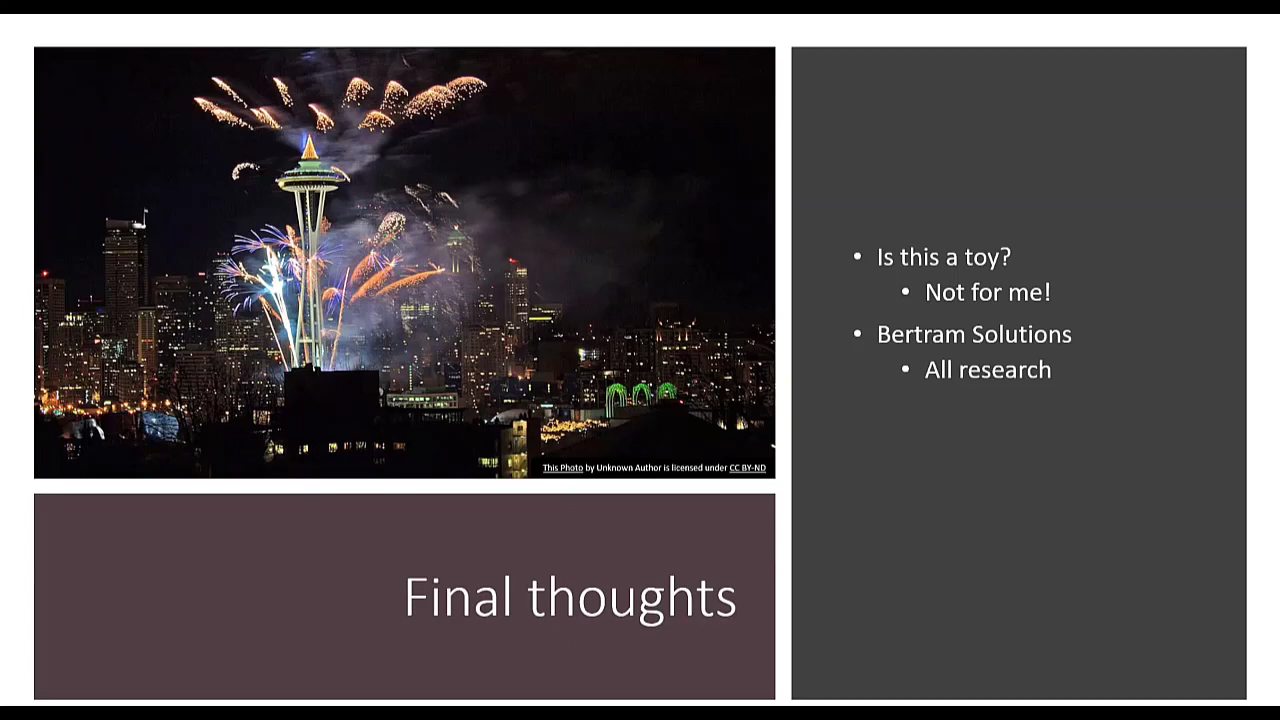 This Photo by Unknown Author is licensed under CC BY-ND
Final thoughts
• Is this a toy?
• Not for me!
• Bertram Solutions
• All research